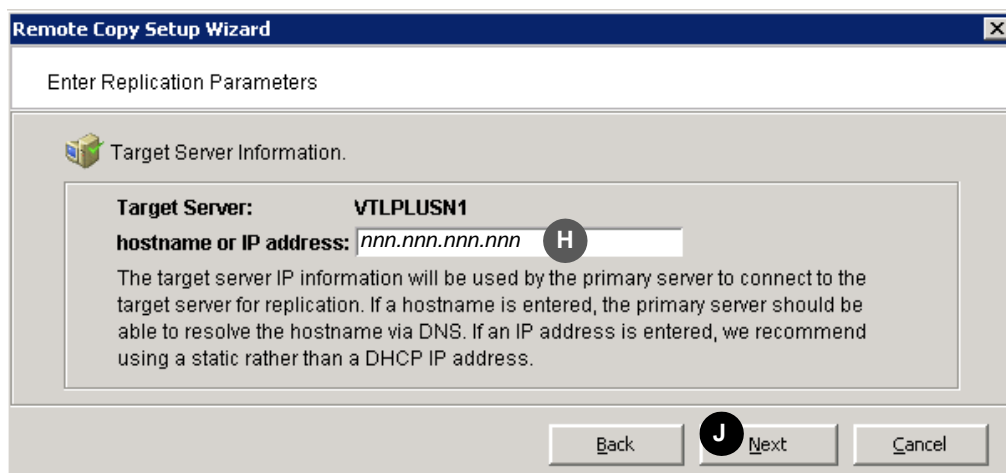 Remote Copy Setup Wizard
Enter Replication Parameters
Target Server Information.
Target Server: VTLPLUSN1
hostname or IP address: nnn.nnn.nnn.nnn H
The target server IP information will be used by the primary server to connect to the
target server for replication. If a hostname is entered, the primary server should be
able to resolve the hostname via DNS. If an IP address is entered, we recommend
using a static rather than a DHCP IP address.
Back J Next Cancel